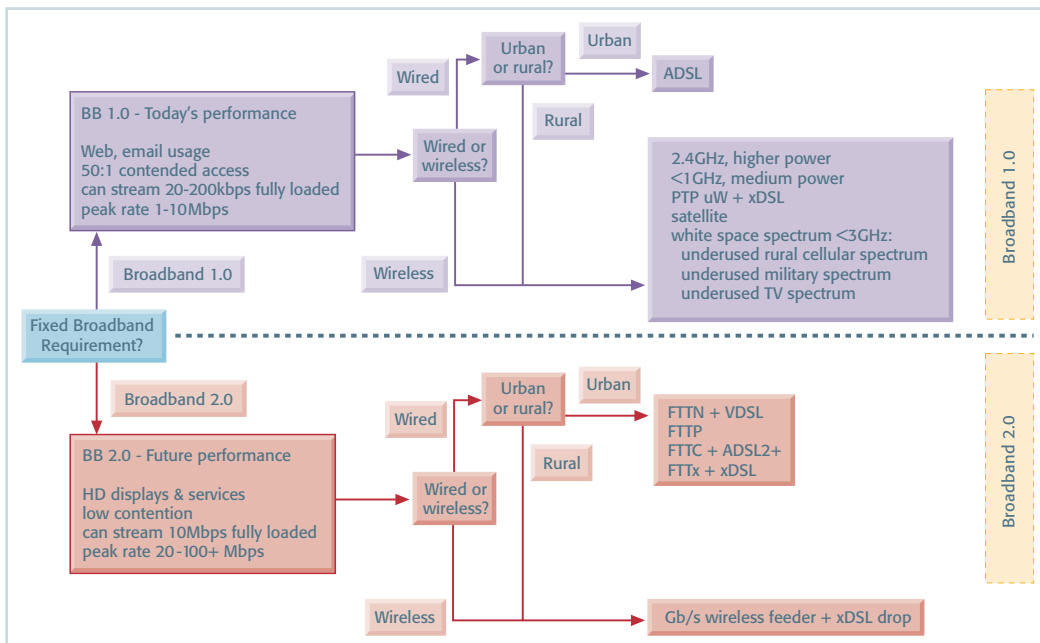 Urban
Urban
or rural?
Wired
ADSL
BB 1.0 - Today's performance
Web, email usage
50:1 contended access
can stream 20-200kbps fully loaded
peak rate 1-10Mbps
Rural
Wired or
wireless?
2.4GHz, higher power
<1GHz, medium power
PTP uW + xDSL
satellite
white space spectrum <3GHz:
underused rural cellular spectrum
underused military spectrum
underused TV spectrum
Broadband 1.0
Wireless
Broadband 1.0
Fixed Broadband
Requirement?
Broadband 2.0
Urban
Urban
or rural?
Wired
FTTN + VDSL
FTTP
FTTC + ADSL2+
FTTx + xDSL
BB 2.0 - Future performance
HD displays & services
low contention
can stream 10Mbps fully loaded
peak rate 20-100+ Mbps
Rural
Wired or
wireless?
Broadband 2.0
Wireless
Gb/s wireless feeder + xDSL drop